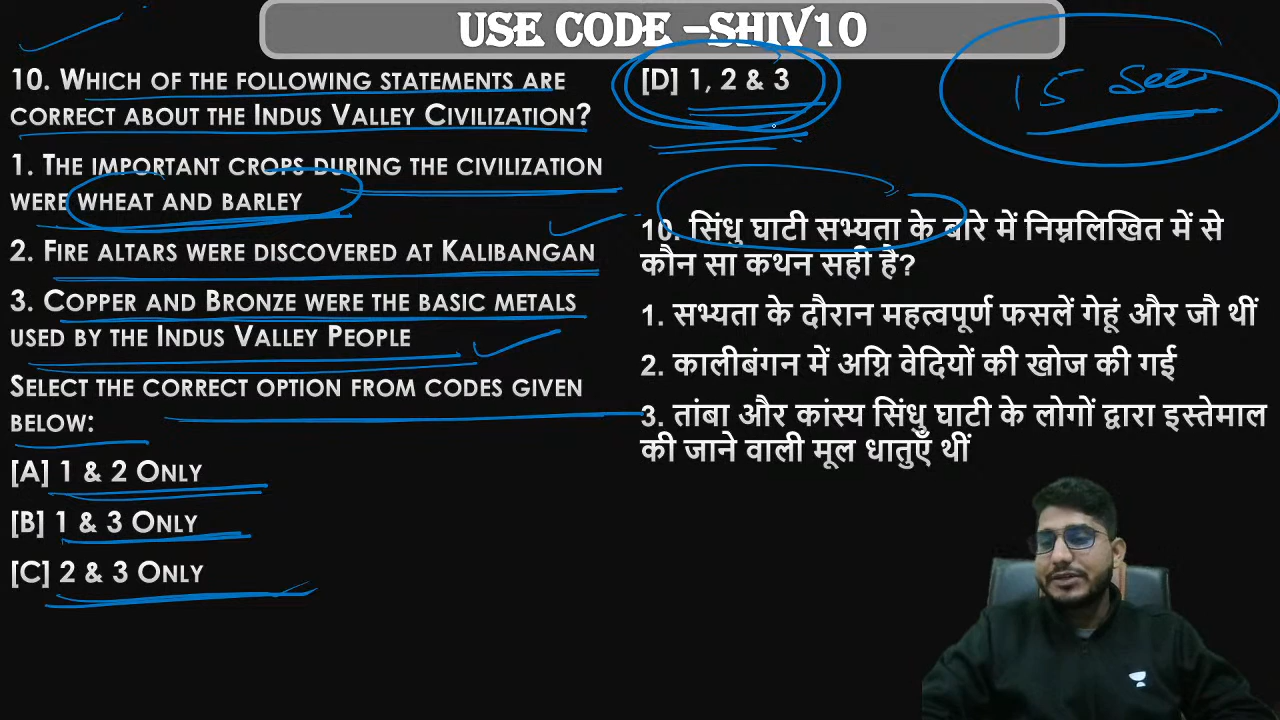 USE CODE –SHIV10
10. WHICH OF THE FOLLOWING STATEMENTS ARE
CORRECT ABOUT THE INDUS VALLEY CIVILIZATION?
1. THE IMPORTANT CROPS DURING THE CIVILIZATION
WERE WHEAT AND BARLEY
2. FIRE ALTARS WERE DISCOVERED AT KALIBANGAN
3. COPPER AND BRONZE WERE THE BASIC METALS
USED BY THE INDUS VALLEY PEOPLE
SELECT THE CORRECT OPTION FROM CODES GIVEN
BELOW:
[A] 1 & 2 ONLY
[B] 1 & 3 ONLY
[C] 2 & 3 ONLY
[D] 1, 2 & 3
15 Sec
10. सिंधु घाटी सभ्यता के बारे में निम्नलिखित में से
कौन सा कथन सही है?
1. सभ्यता के दौरान महत्वपूर्ण फसलें गेहूं और जौ थीं
2. कालीबंगन में अग्नि वेदियों की खोज की गई
3. तांबा और कांस्य सिंधु घाटी के लोगों द्वारा इस्तेमाल
की जाने वाली मूल धातुएँ थीं